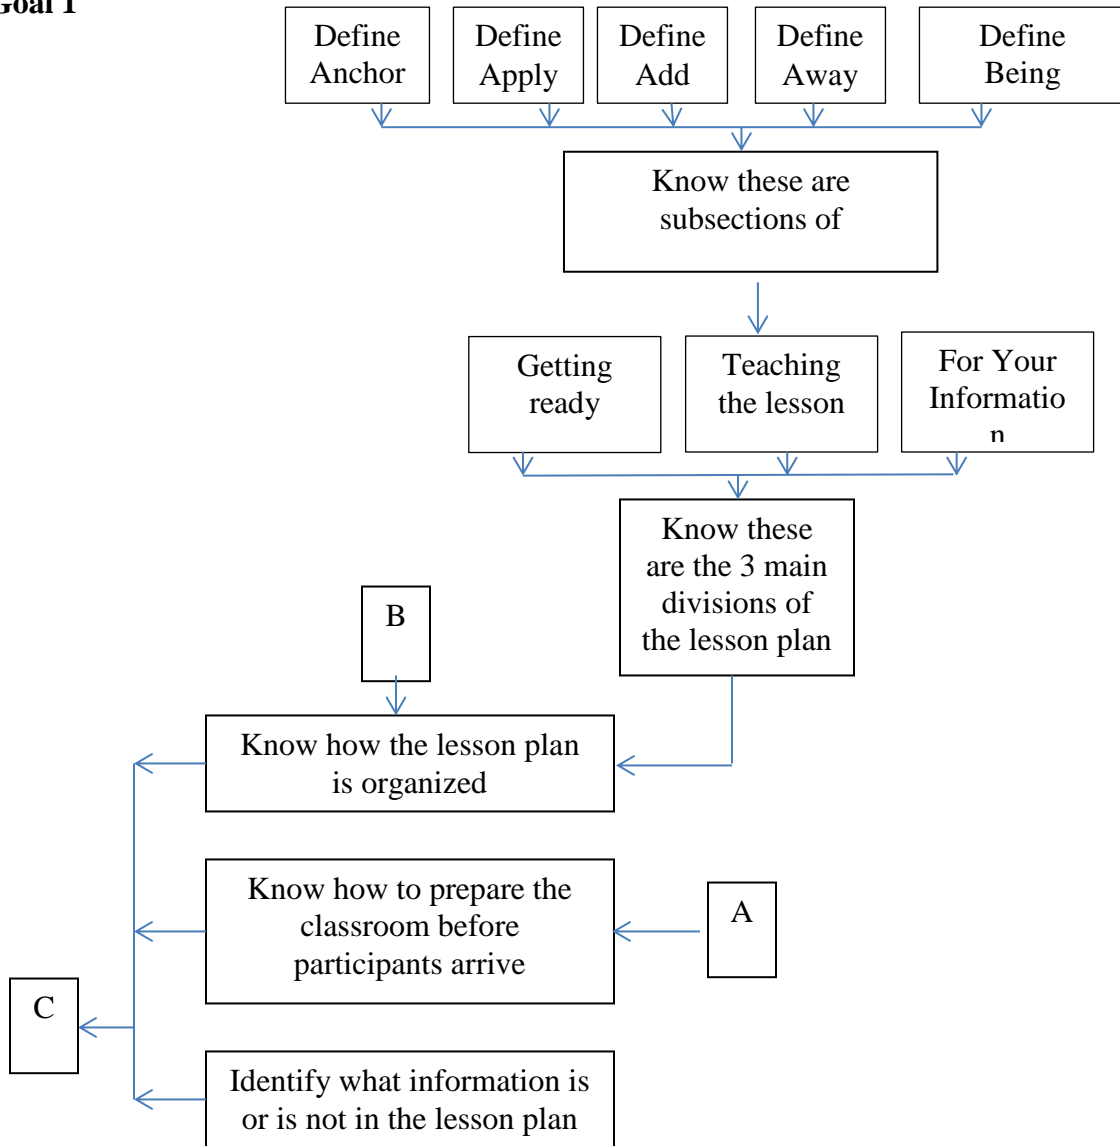 Goal 1
Define
Anchor
Define
Apply
Define
Add
Define
Away
Define
Being
Know these are
subsections of
Getting
ready
Teaching
the lesson
For Your
Informatio
n
Know these
are the 3 main
divisions of
the lesson plan
B
Know how the lesson plan
is organized
Know how to prepare the
classroom before
participants arrive
A
C
Identify what information is
or is not in the lesson plan